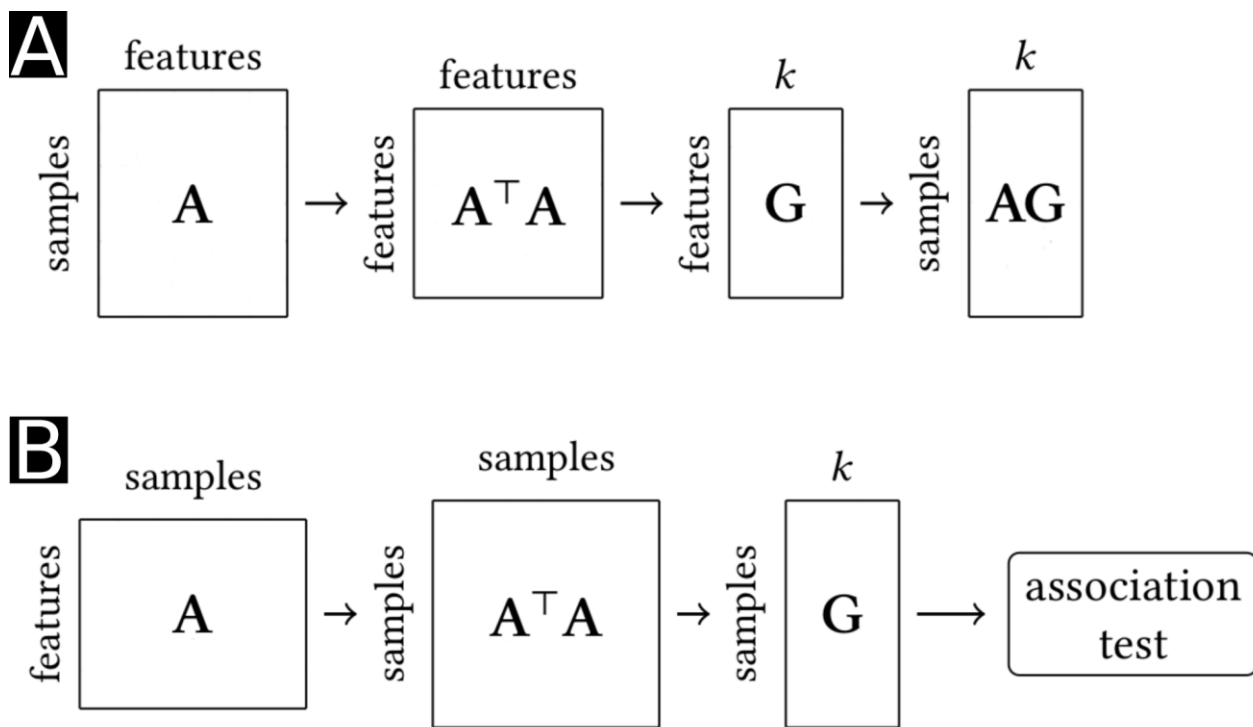 A
features
samples
A
→
features
features
A⊤A
→
k
features
G
→
k
samples
AG
B
samples
features
A
→
samples
samples
A⊤A
→
k
samples
G
→
association
test